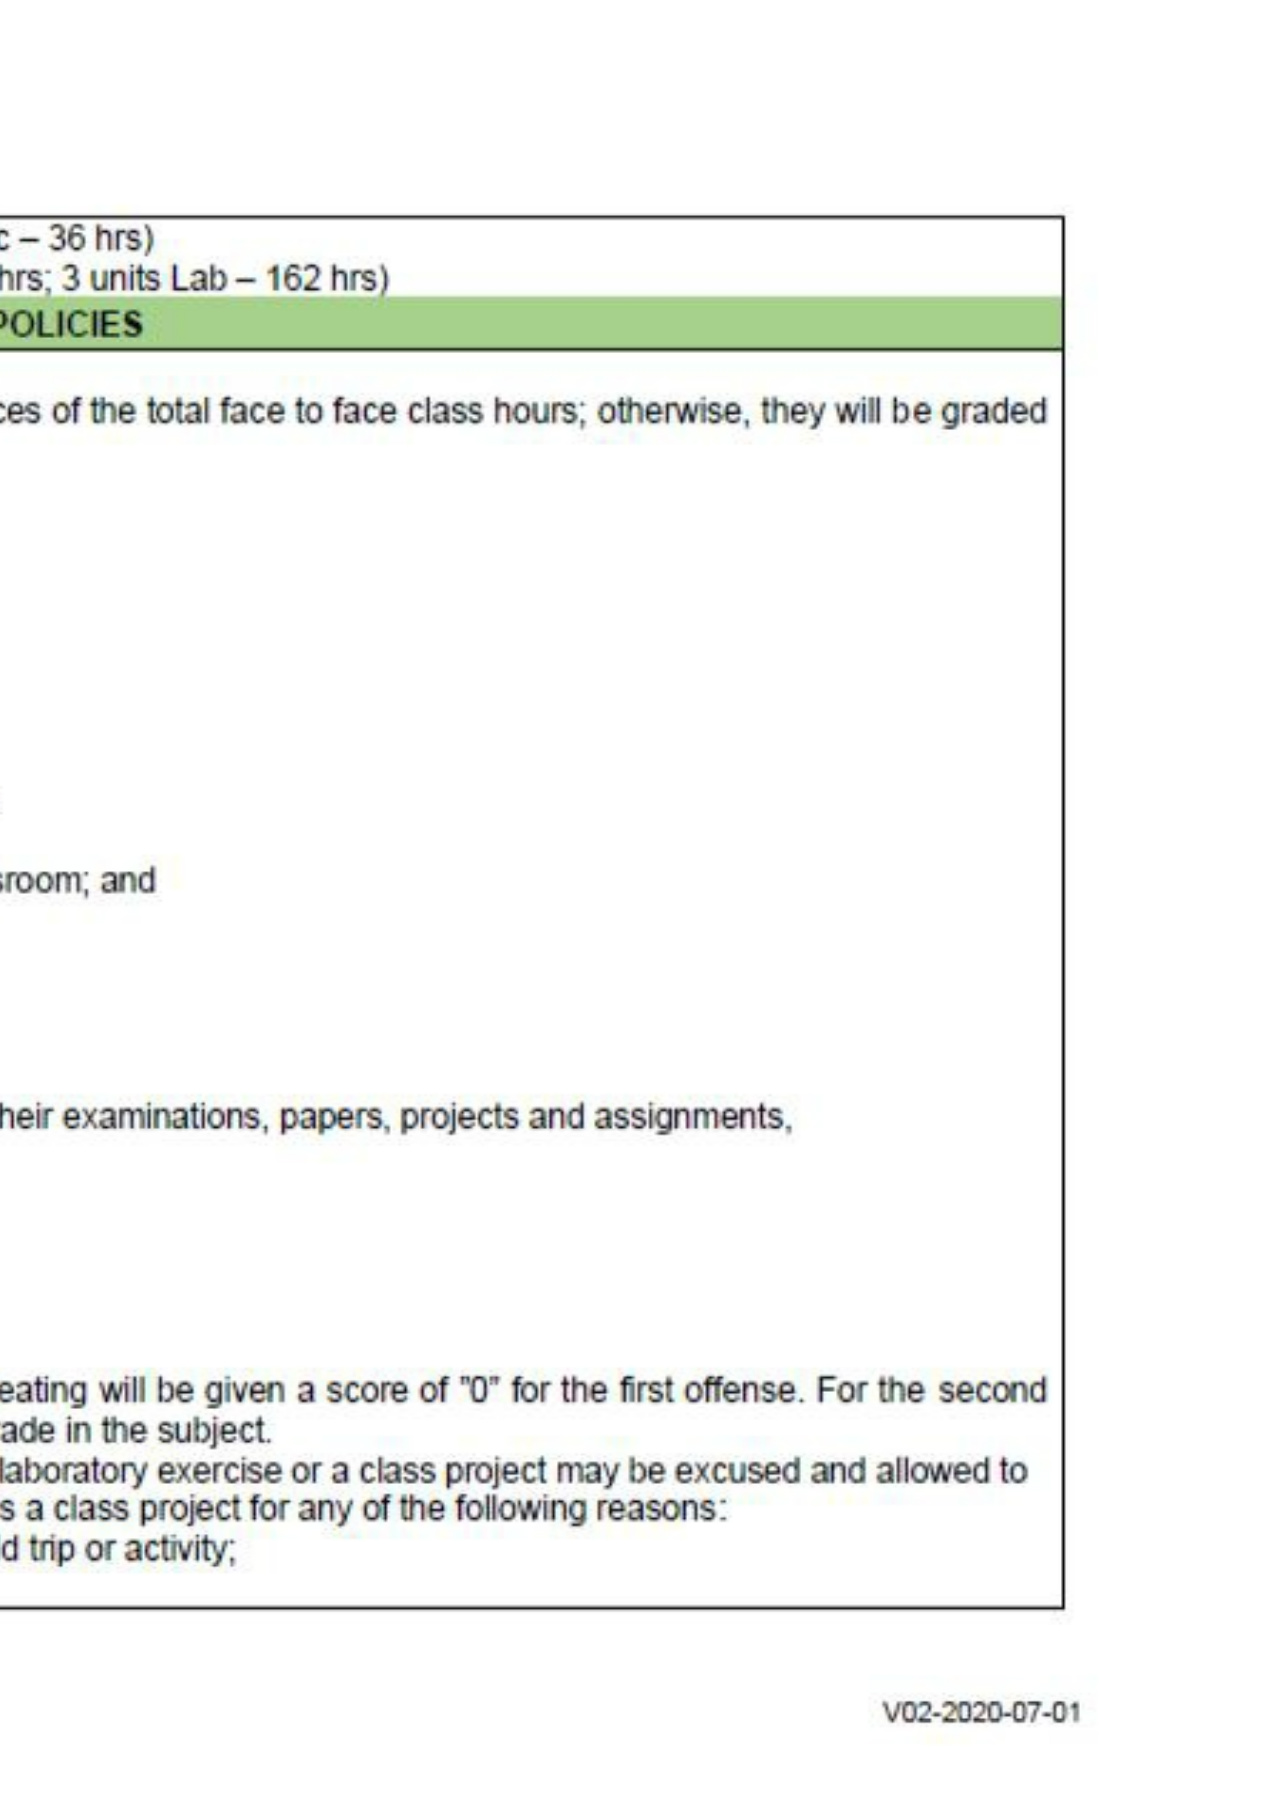 c – 36 hrs)
hrs; 3 units Lab – 162 hrs)
POLICIES
ces of the total face to face class hours; otherwise, they will be graded
sroom; and
heir examinations, papers, projects and assignments,
eating will be given a score of "0" for the first offense. For the second
ade in the subject.
laboratory exercise or a class project may be excused and allowed to
s a class project for any of the following reasons:
d trip or activity;
V02-2020-07-01